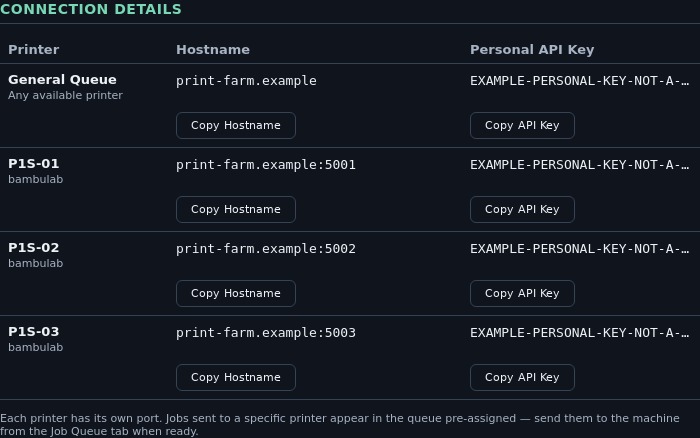 CONNECTION DETAILS
Printer Hostname Personal API Key
General Queue print-farm.example EXAMPLE-PERSONAL-KEY-NOT-A-…
Any available printer
Copy Hostname Copy API Key
P1S-01 print-farm.example:5001 EXAMPLE-PERSONAL-KEY-NOT-A-…
bambulab
Copy Hostname Copy API Key
P1S-02 print-farm.example:5002 EXAMPLE-PERSONAL-KEY-NOT-A-…
bambulab
Copy Hostname Copy API Key
P1S-03 print-farm.example:5003 EXAMPLE-PERSONAL-KEY-NOT-A-…
bambulab
Copy Hostname Copy API Key
Each printer has its own port. Jobs sent to a specific printer appear in the queue pre-assigned — send them to the machine
from the Job Queue tab when ready.